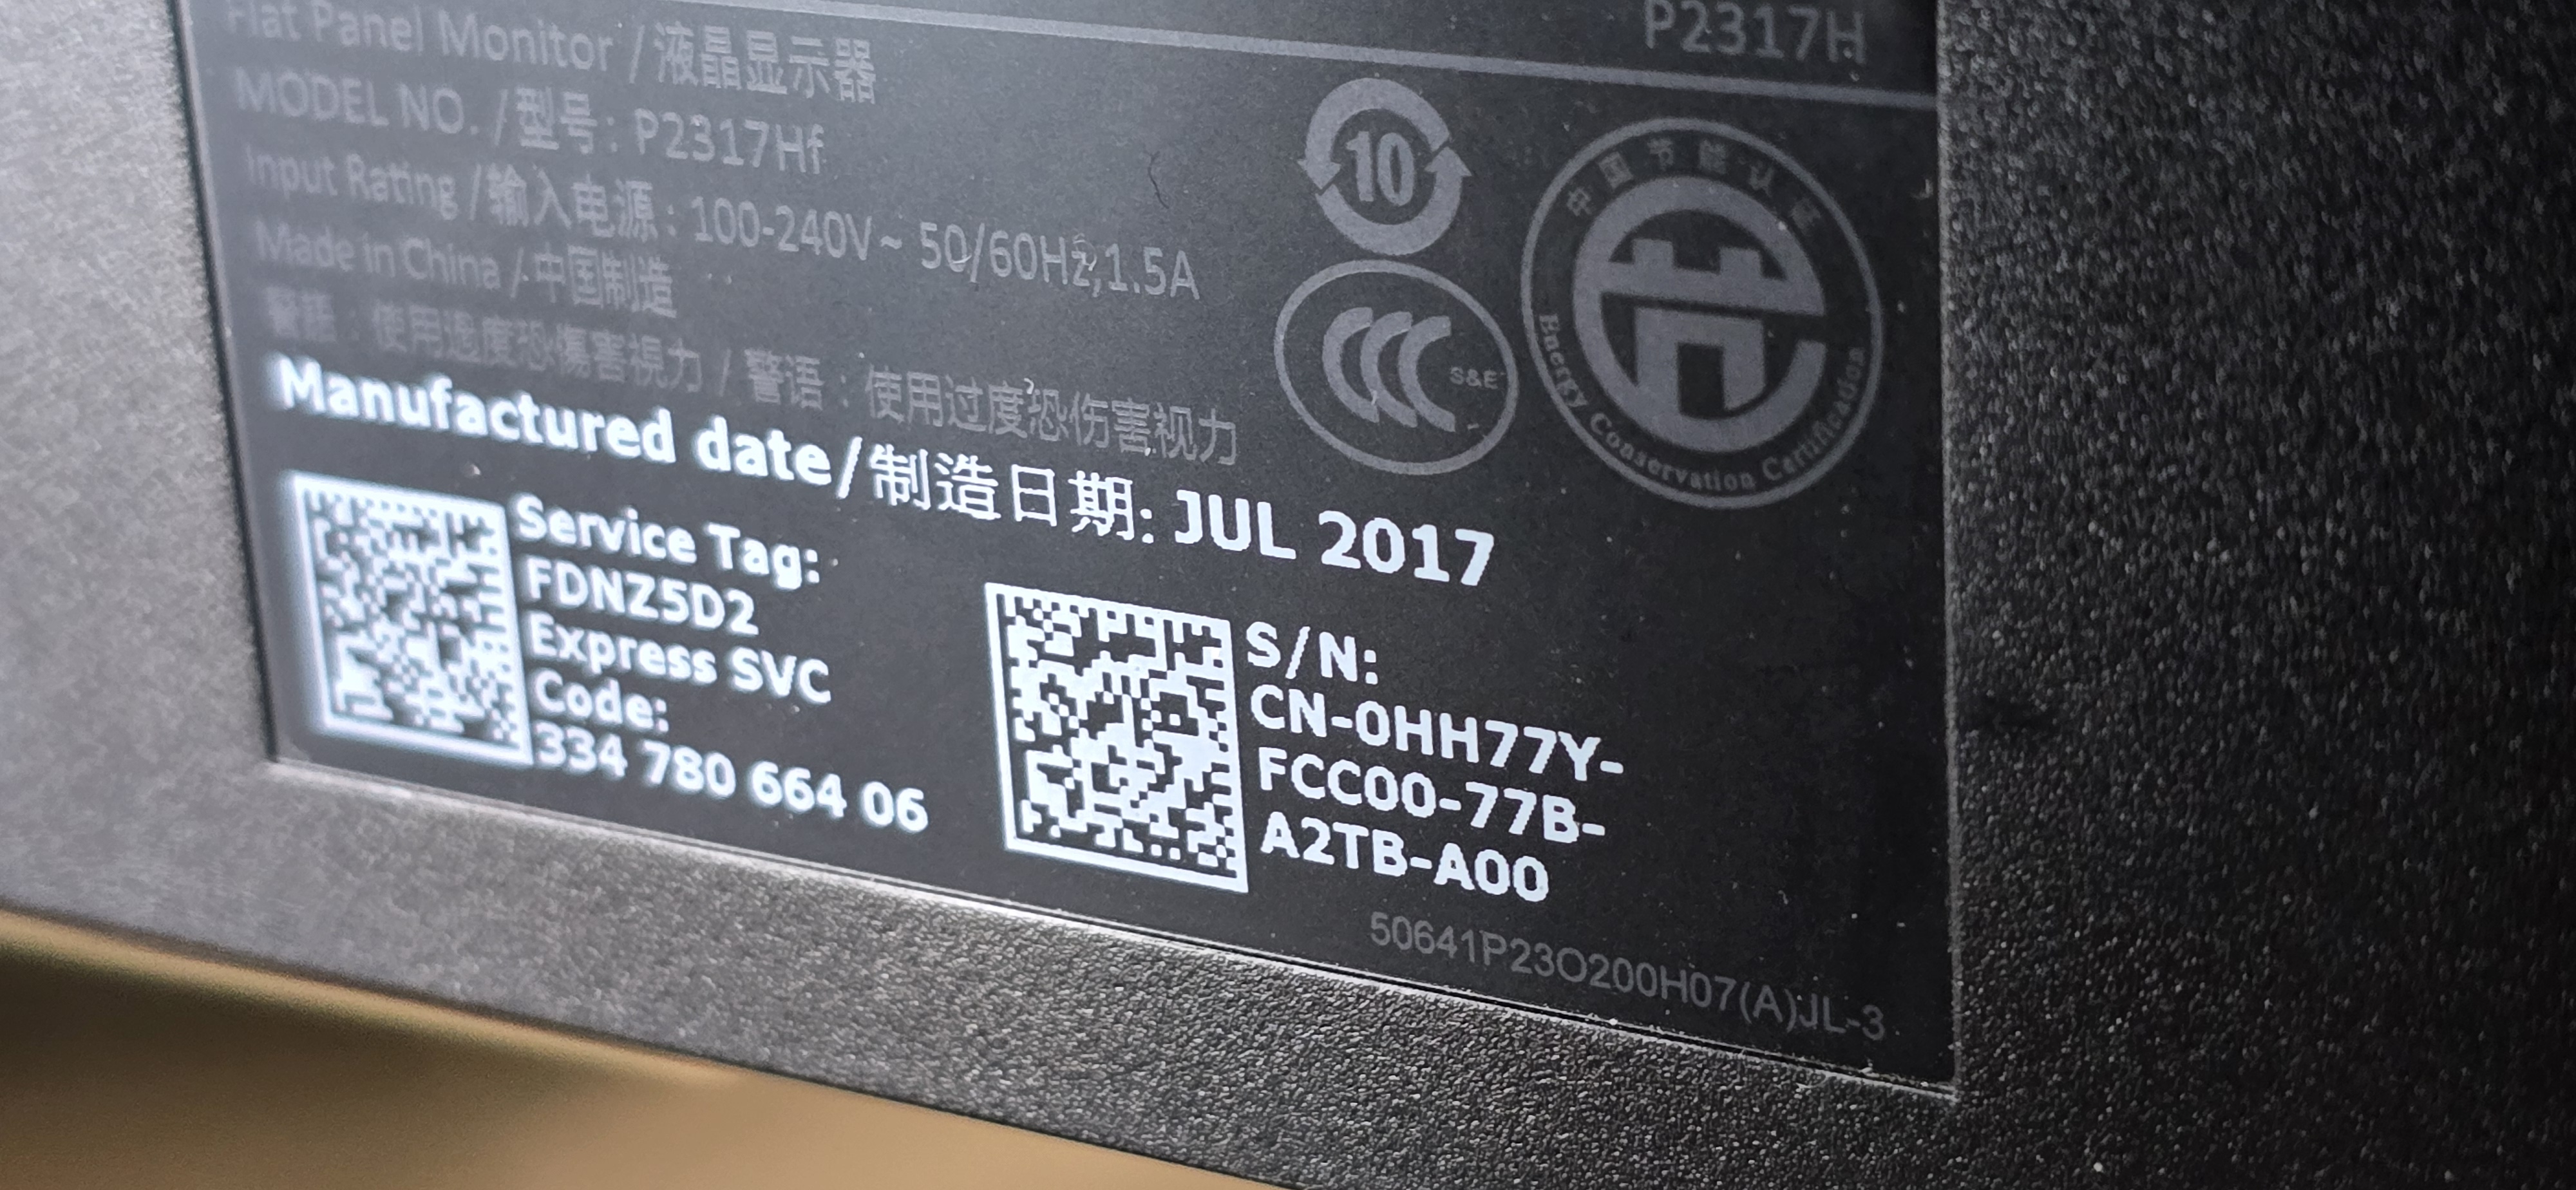 P2317H
Flat Panel Monitor /液晶显示器
MODEL NO. /型号: P2317Hf
Input Rating /输入电源: 100-240V~ 50/60Hz,1.5A
Made in China /中国制造
警語：使用過度恐傷害視力 / 警语：使用过度恐伤害视力
10
CCC S&E
中国节能认证
Energy Conservation Certification
Manufactured date/制造日期: JUL 2017
Service Tag:
FDNZ5D2
Express SVC
Code:
334 780 664 06
S/N:
CN-0HH77Y-
FCC00-77B-
A2TB-A00
50641P23O200H07(A)JL-3